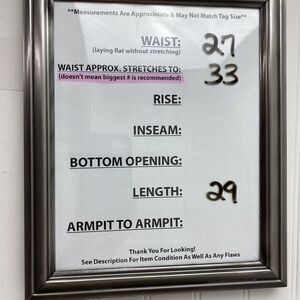 **Measurements Are Approximate & May Not Match Tag Size**
WAIST: 27
(laying flat without stretching)
WAIST APPROX. STRETCHES TO: 33
(doesn't mean biggest # is recommended)
RISE:
INSEAM:
BOTTOM OPENING:
LENGTH: 29
ARMPIT TO ARMPIT:
Thank You For Looking!
See Description For Item Condition As Well As Any Flaws